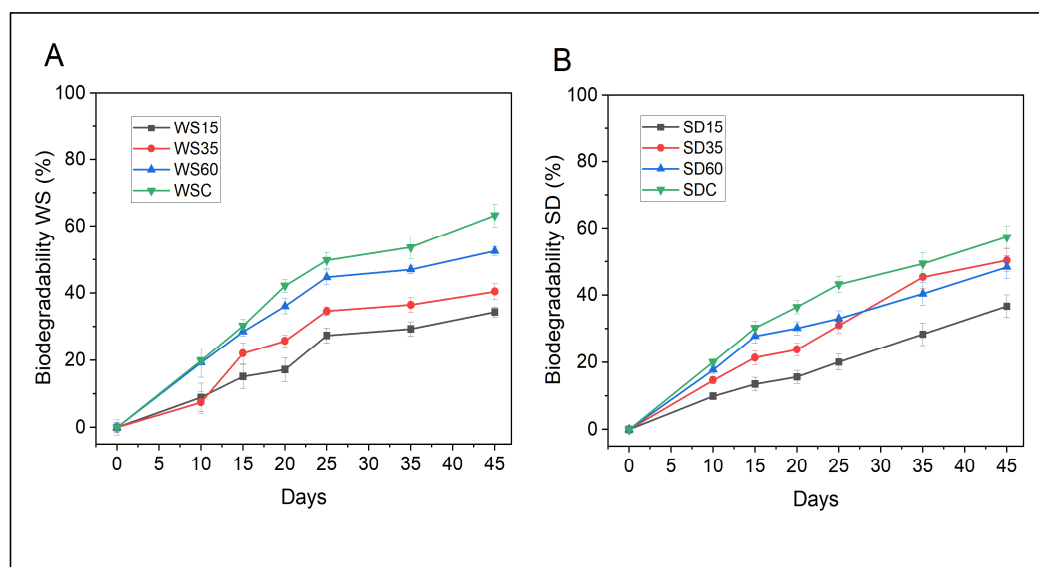 A
Biodegradability WS (%)
100
80
60
40
20
0
WS15
WS35
WS60
WSC
0 5 10 15 20 25 30 35 40 45
Days
B
Biodegradability SD (%)
100
80
60
40
20
0
SD15
SD35
SD60
SDC
0 5 10 15 20 25 30 35 40 45
Days